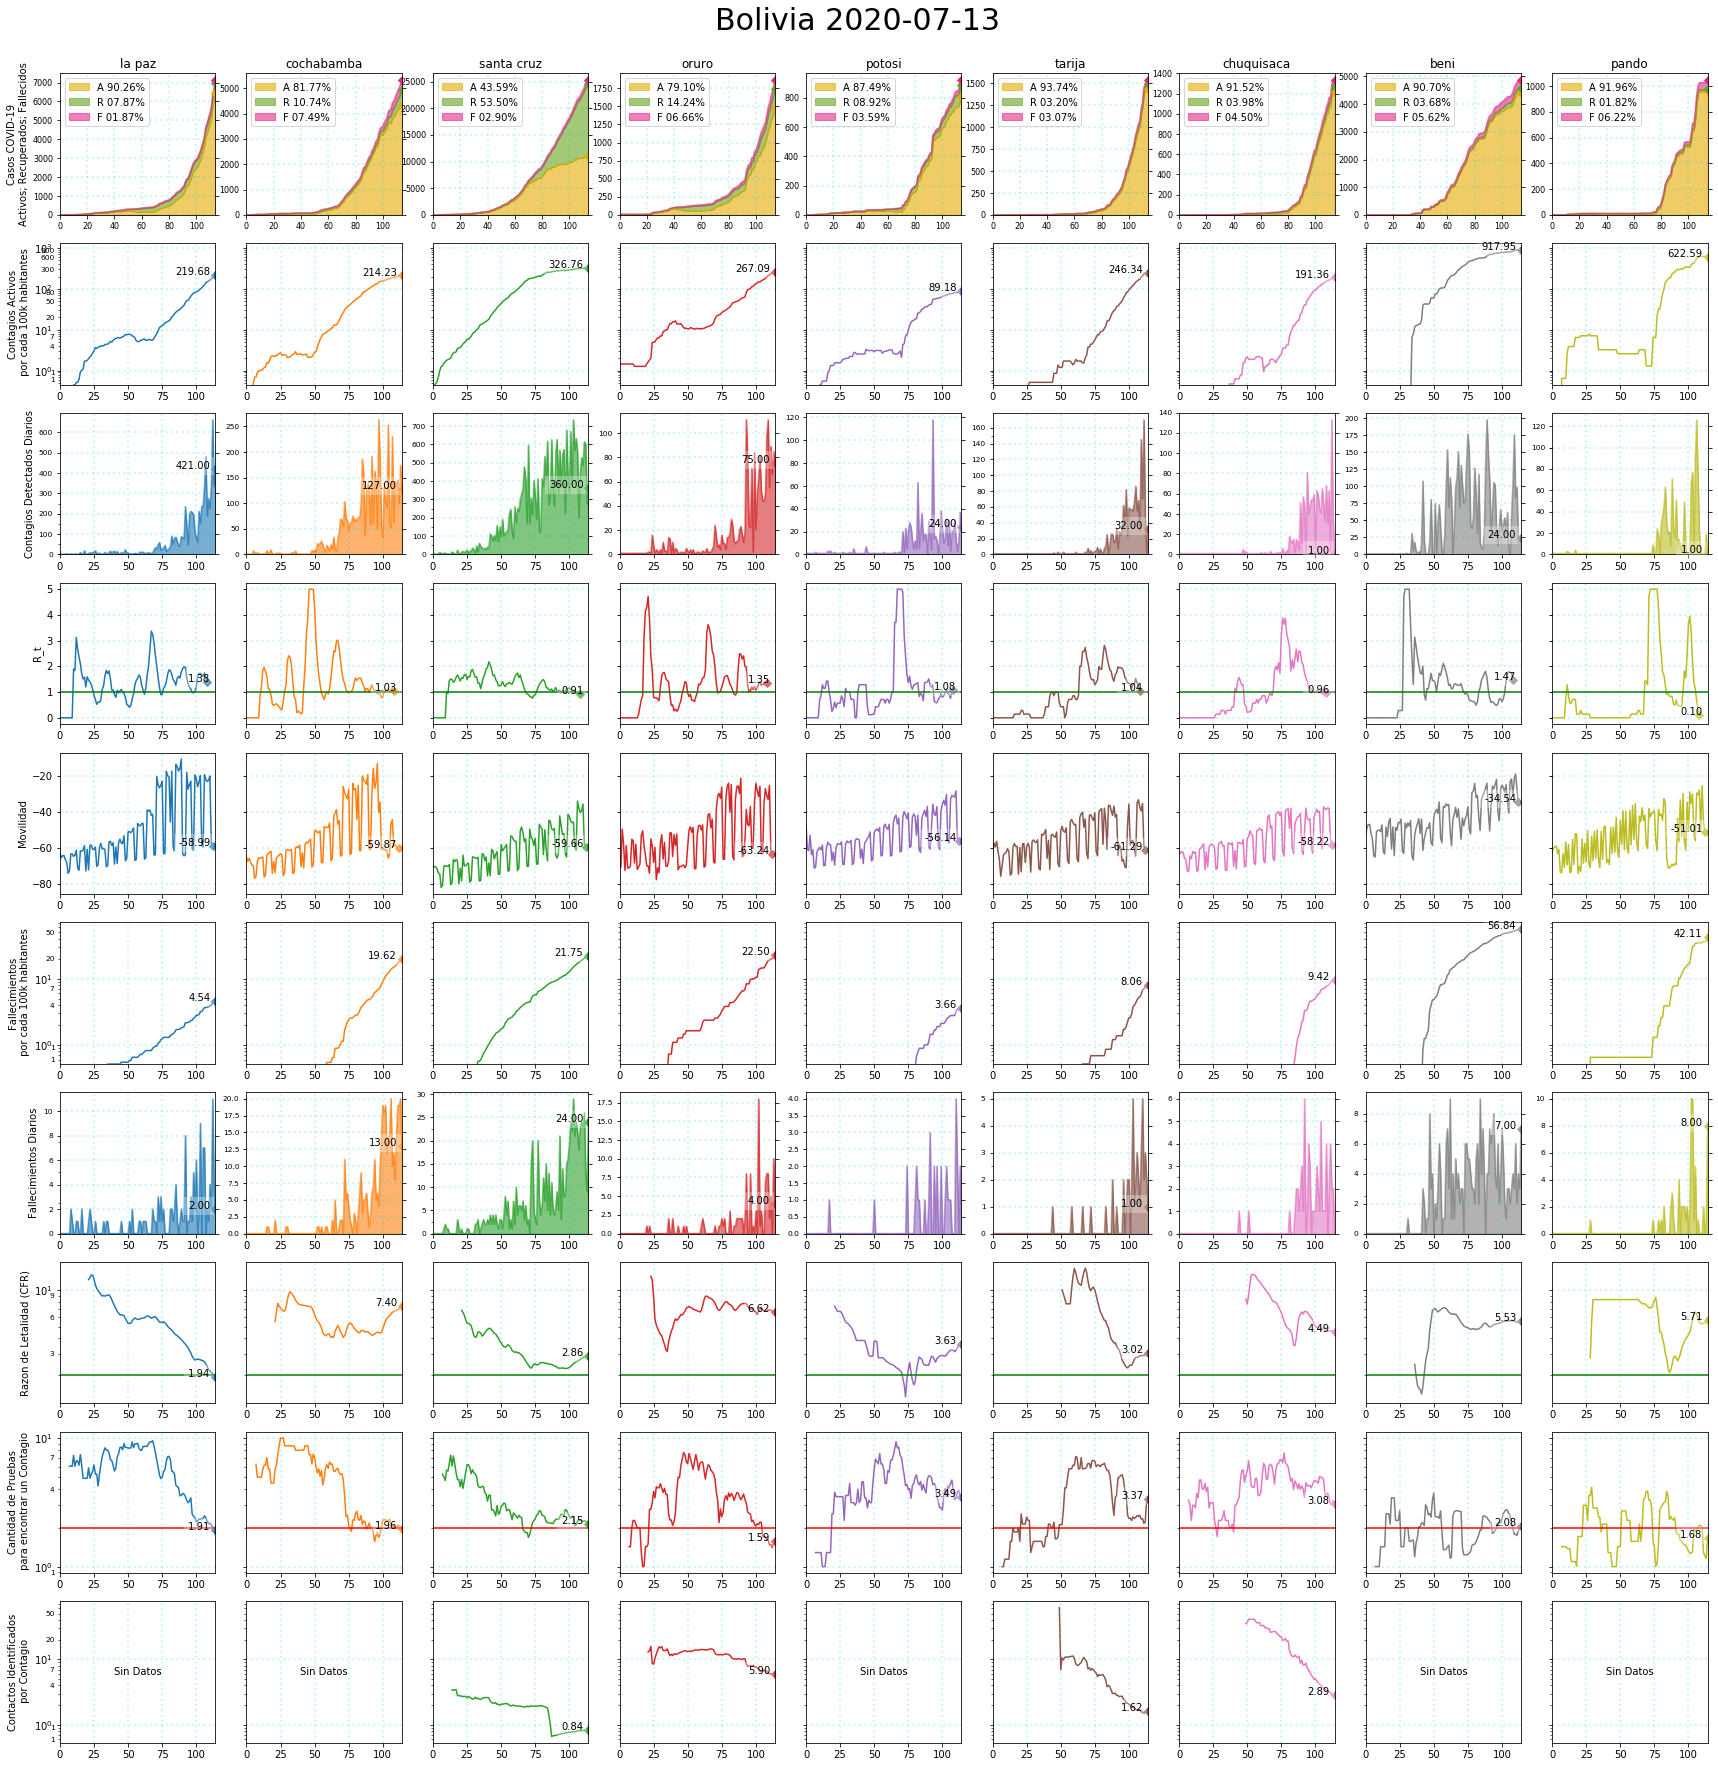 Bolivia 2020-07-13
la paz
cochabamba
santa cruz
oruro
potosi
tarija
chuquisaca
beni
pando
Casos COVID-19
Activos; Recuperados; Fallecidos
A 90.26%
R 07.87%
F 01.87%
A 81.77%
R 10.74%
F 07.49%
A 43.59%
R 53.50%
F 02.90%
A 79.10%
R 14.24%
F 06.66%
A 87.49%
R 08.92%
F 03.59%
A 93.74%
R 03.20%
F 03.07%
A 91.52%
R 03.98%
F 04.50%
A 90.70%
R 03.68%
F 05.62%
A 91.96%
R 01.82%
F 06.22%
Contagios Activos
por cada 100k habitantes
219.68
214.23
326.76
267.09
89.18
246.34
191.36
917.95
622.59
Contagios Detectados Diarios
421.00
127.00
360.00
75.00
24.00
32.00
1.00
24.00
1.00
R_t
1.38
1.03
0.91
1.35
1.08
1.04
0.96
1.47
0.10
Movilidad
-58.99
-59.87
-59.66
-63.24
-56.14
-61.29
-58.22
-34.54
-51.01
Fallecimientos
por cada 100k habitantes
4.54
19.62
21.75
22.50
3.66
8.06
9.42
56.84
42.11
Fallecimientos Diarios
2.00
13.00
24.00
4.00
1.00
7.00
8.00
Razon de Letalidad (CFR)
1.94
7.40
2.86
6.62
3.63
3.02
4.49
5.53
5.71
Cantidad de Pruebas
para encontrar un Contagio
1.91
1.96
2.15
1.59
3.49
3.37
3.08
2.08
1.68
Contactos Identificados
por Contagio
Sin Datos
Sin Datos
0.84
5.90
Sin Datos
1.62
2.89
Sin Datos
Sin Datos